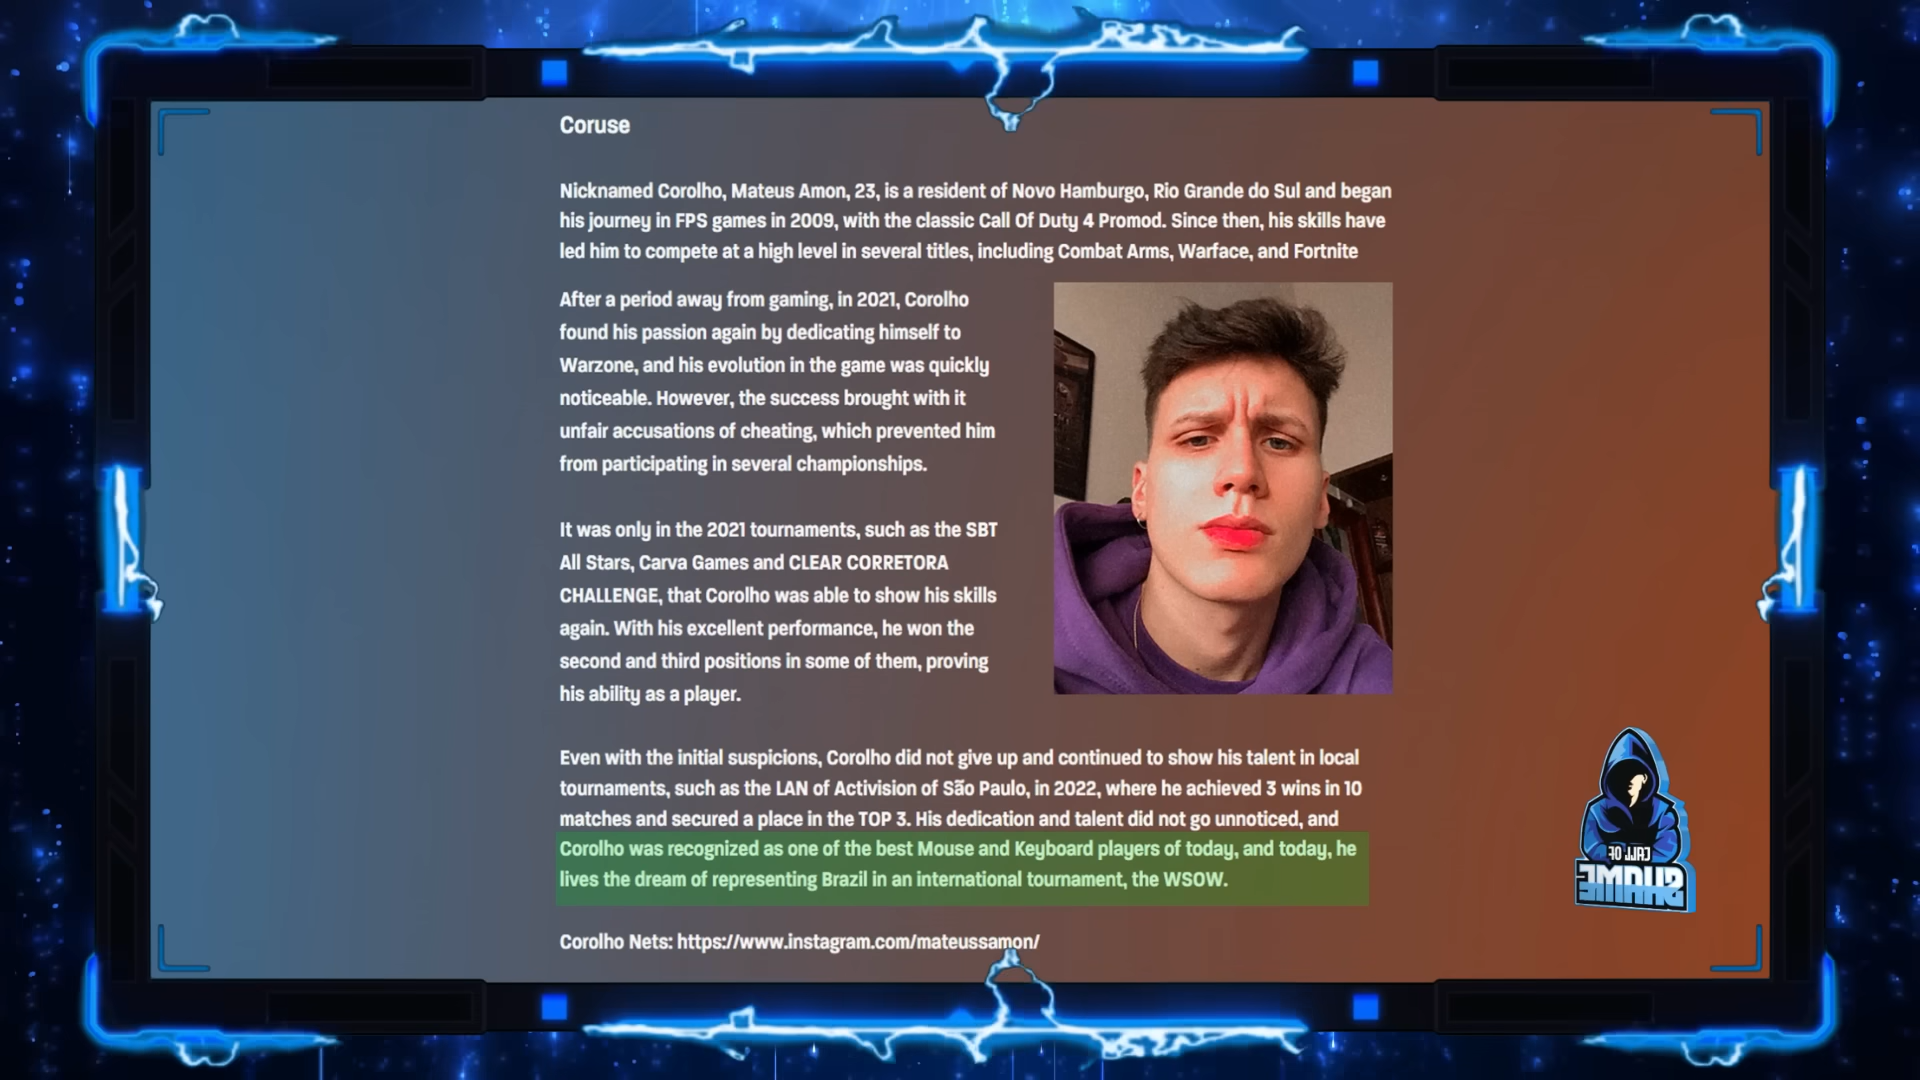 Coruse
Nicknamed Corolho, Mateus Amon, 23, is a resident of Novo Hamburgo, Rio Grande do Sul and began
his journey in FPS games in 2009, with the classic Call Of Duty 4 Promod. Since then, his skills have
led him to compete at a high level in several titles, including Combat Arms, Warface, and Fortnite
After a period away from gaming, in 2021, Corolho
found his passion again by dedicating himself to
Warzone, and his evolution in the game was quickly
noticeable. However, the success brought with it
unfair accusations of cheating, which prevented him
from participating in several championships.
It was only in the 2021 tournaments, such as the SBT
All Stars, Carva Games and CLEAR CORRETORA
CHALLENGE, that Corolho was able to show his skills
again. With his excellent performance, he won the
second and third positions in some of them, proving
his ability as a player.
Even with the initial suspicions, Corolho did not give up and continued to show his talent in local
tournaments, such as the LAN of Activision of São Paulo, in 2022, where he achieved 3 wins in 10
matches and secured a place in the TOP 3. His dedication and talent did not go unnoticed, and
Corolho was recognized as one of the best Mouse and Keyboard players of today, and today, he
lives the dream of representing Brazil in an international tournament, the WSOW.
Corolho Nets: https://www.instagram.com/mateussamon/
CALL OF
SHAME